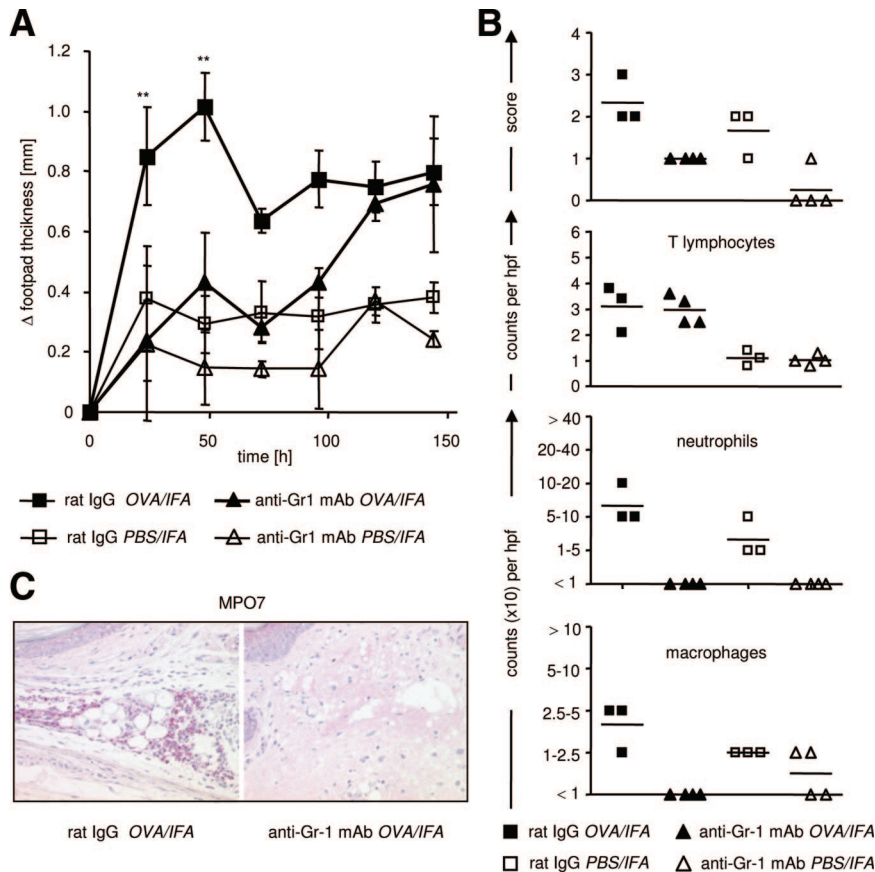 A
1.2
1.0
0.8
0.6
0.4
0.2
0
Δ footpad thcikness [mm]
**
**
0
50
100
150
time [h]
rat IgG OVA/IFA
anti-Gr1 mAb OVA/IFA
rat IgG PBS/IFA
anti-Gr1 mAb PBS/IFA
B
score
4
3
2
1
0
counts per hpf
T lymphocytes
6
5
4
3
2
1
0
counts (x10) per hpf
neutrophils
> 40
20-40
10-20
5-10
1-5
< 1
macrophages
> 10
5-10
2.5-5
1-2.5
< 1
rat IgG OVA/IFA
anti-Gr-1 mAb OVA/IFA
rat IgG PBS/IFA
anti-Gr-1 mAb PBS/IFA
C
MPO7
rat IgG OVA/IFA
anti-Gr-1 mAb OVA/IFA